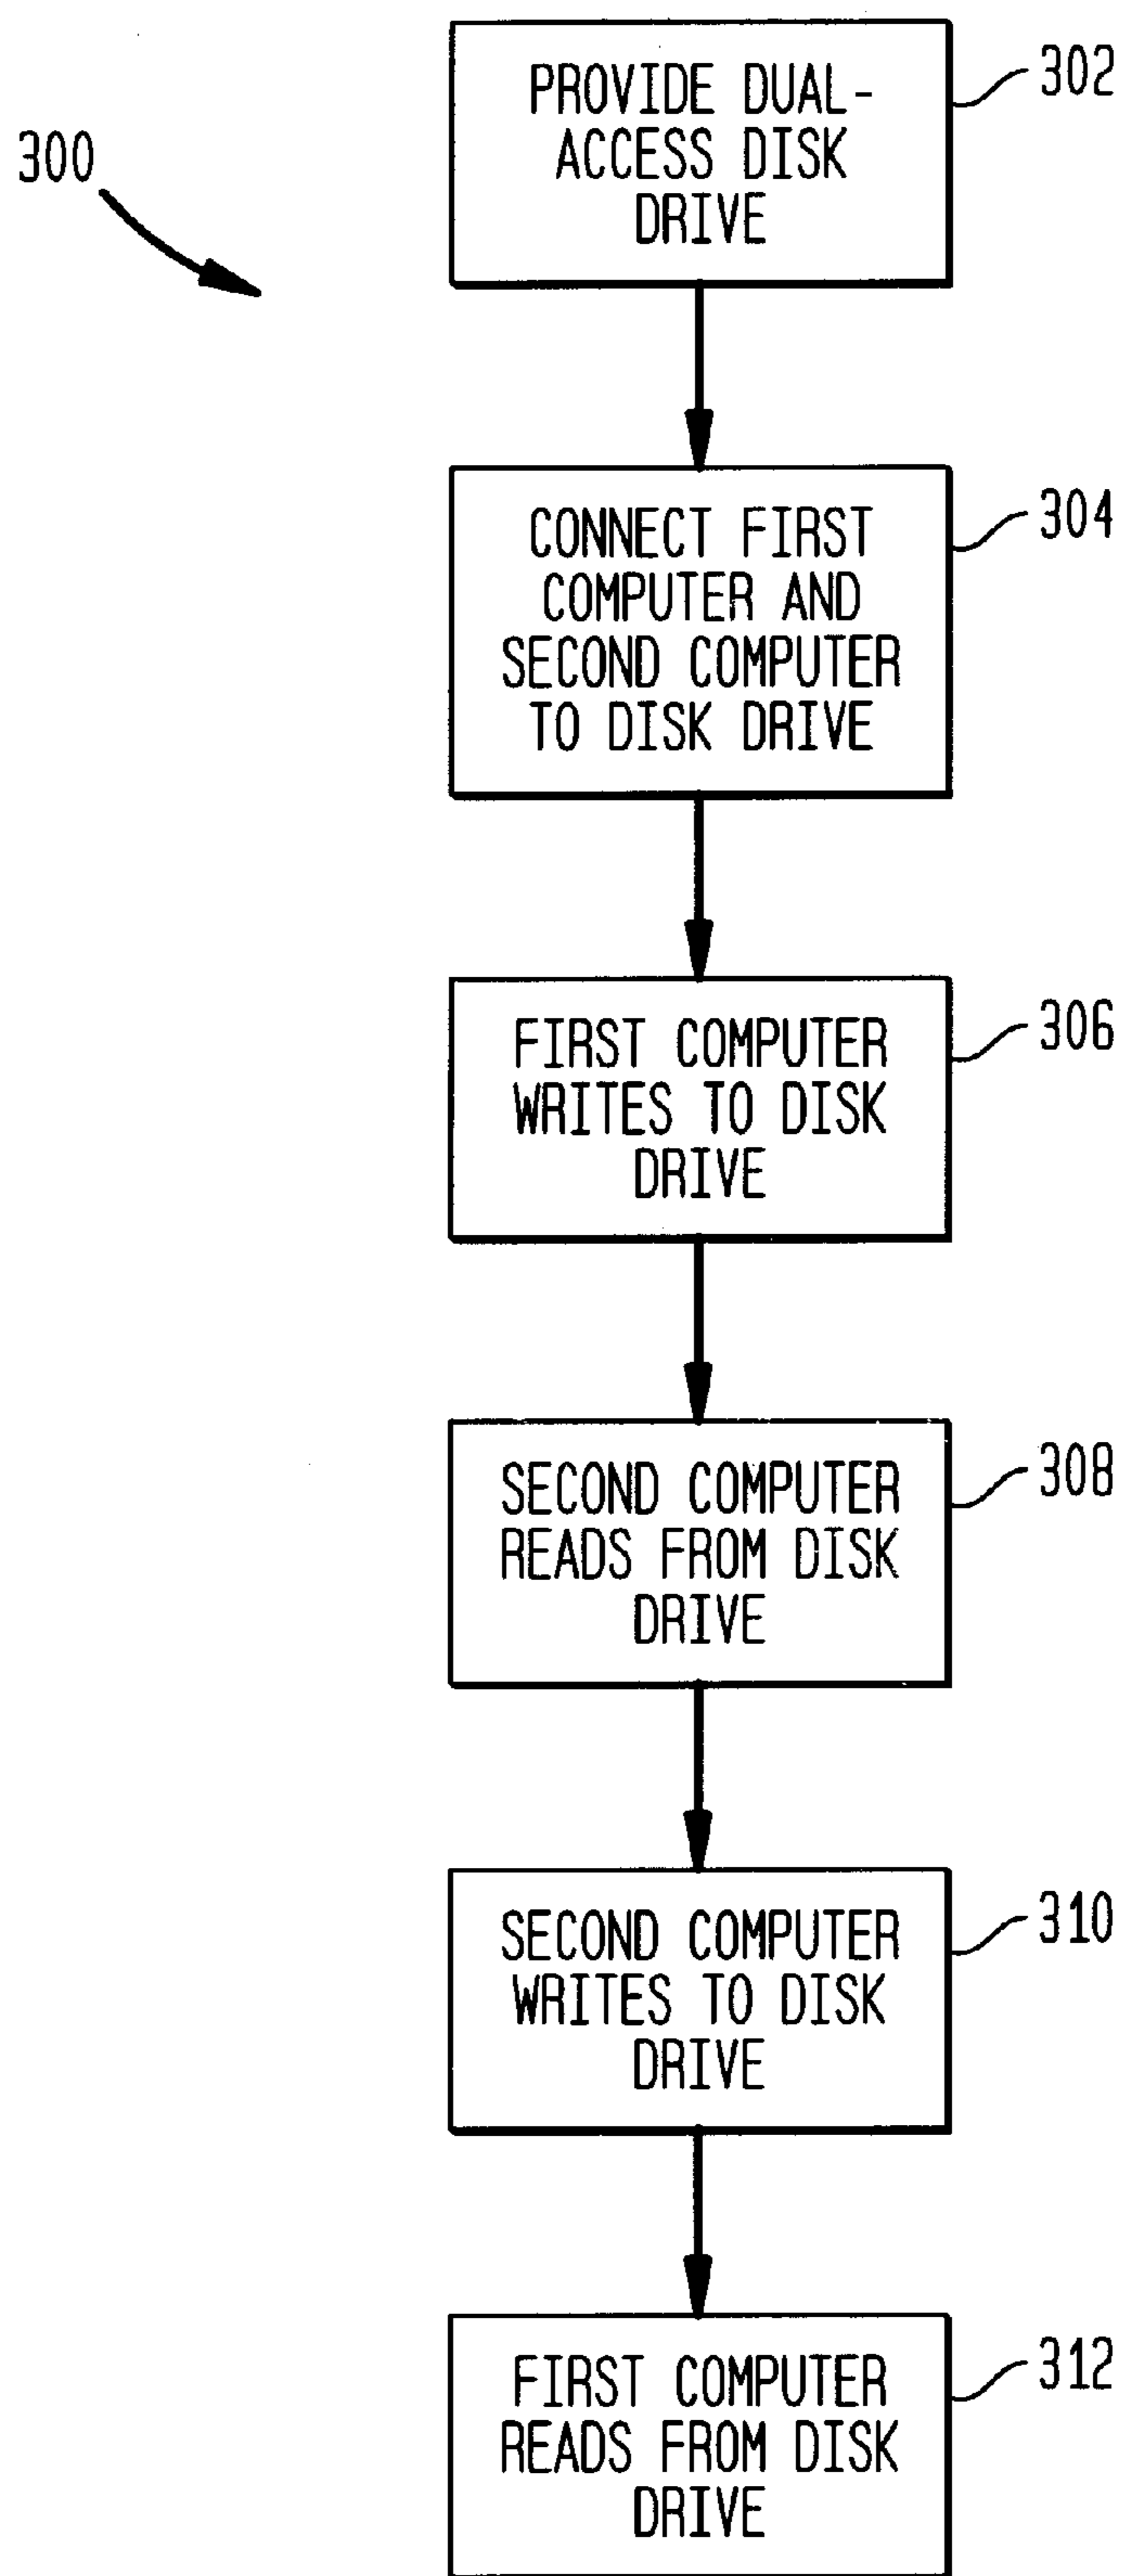 300
PROVIDE DUAL-
ACCESS DISK
DRIVE
302
CONNECT FIRST
COMPUTER AND
SECOND COMPUTER
TO DISK DRIVE
304
FIRST COMPUTER
WRITES TO DISK
DRIVE
306
SECOND COMPUTER
READS FROM DISK
DRIVE
308
SECOND COMPUTER
WRITES TO DISK
DRIVE
310
FIRST COMPUTER
READS FROM DISK
DRIVE
312